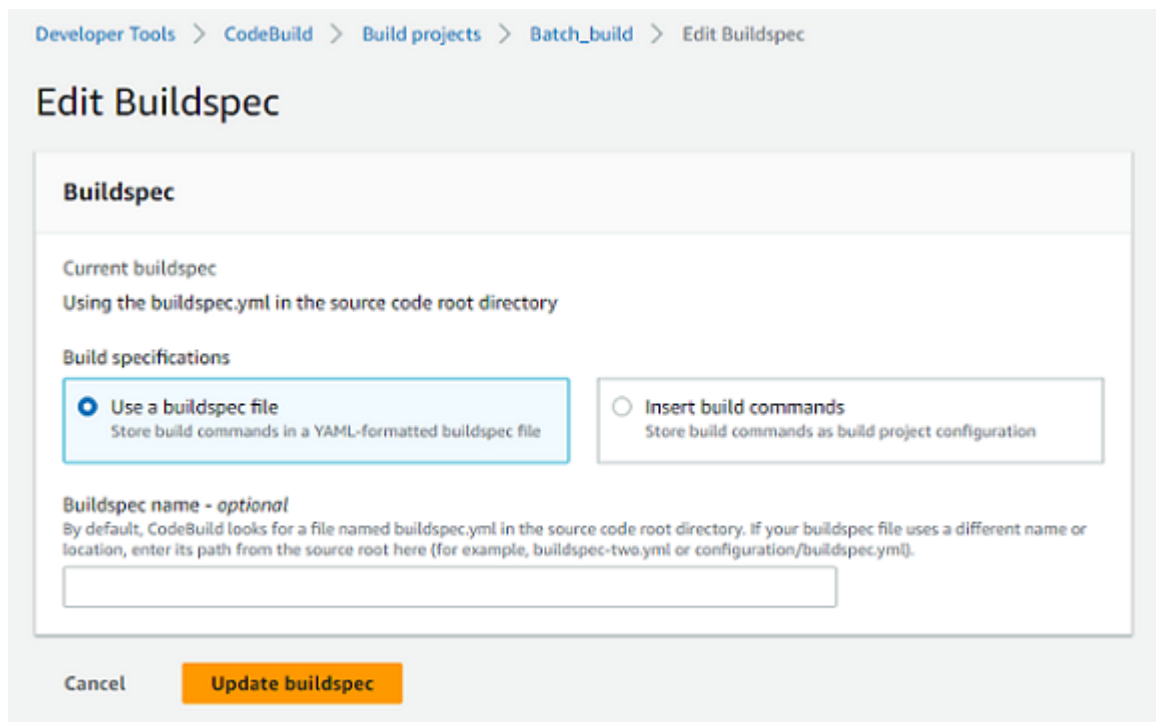 Developer Tools > CodeBuild > Build projects > Batch_build > Edit Buildspec
Edit Buildspec
Buildspec
Current buildspec
Using the buildspec.yml in the source code root directory
Build specifications
Use a buildspec file
Store build commands in a YAML-formatted buildspec file
Insert build commands
Store build commands as build project configuration
Buildspec name - optional
By default, CodeBuild looks for a file named buildspec.yml in the source code root directory. If your buildspec file uses a different name or
location, enter its path from the source root here (for example, buildspec-two.yml or configuration/buildspec.yml).
Cancel
Update buildspec